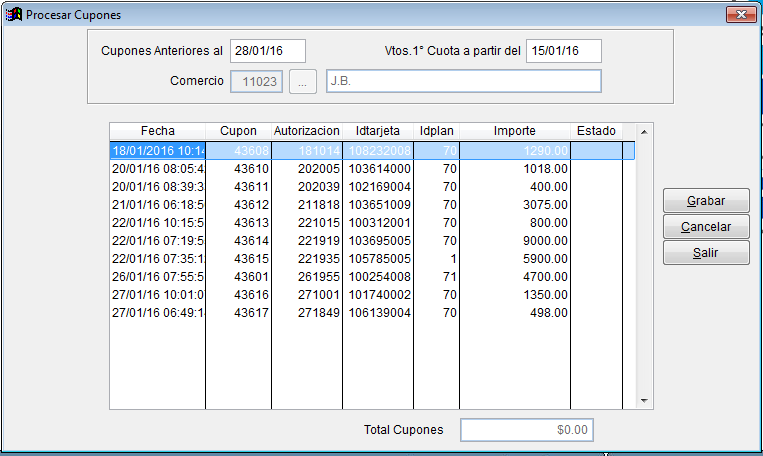 Procesar Cupones
Cupones Anteriores al 28/01/16 Vtos.1° Cuota a partir del 15/01/16
Comercio 11023 ... J.B.
Fecha Cupon Autorizacion Idtarjeta Idplan Importe Estado
18/01/2016 10:14 43608 181014 108232008 70 1290.00
20/01/16 08:05:4 43610 202005 103614000 70 1018.00
20/01/16 08:39:3 43611 202039 102169004 70 400.00
21/01/16 06:18:5 43612 211818 103651009 70 3075.00
22/01/16 10:15:5 43613 221015 100312001 70 800.00
22/01/16 07:19:5 43614 221919 103695005 70 9000.00
22/01/16 07:35:1 43615 221935 105785005 1 5900.00
26/01/16 07:55:5 43601 261955 100254008 71 4700.00
27/01/16 10:01:0 43616 271001 101740002 70 1350.00
27/01/16 06:49:1 43617 271849 106139004 70 498.00
Grabar
Cancelar
Salir
Total Cupones $0.00